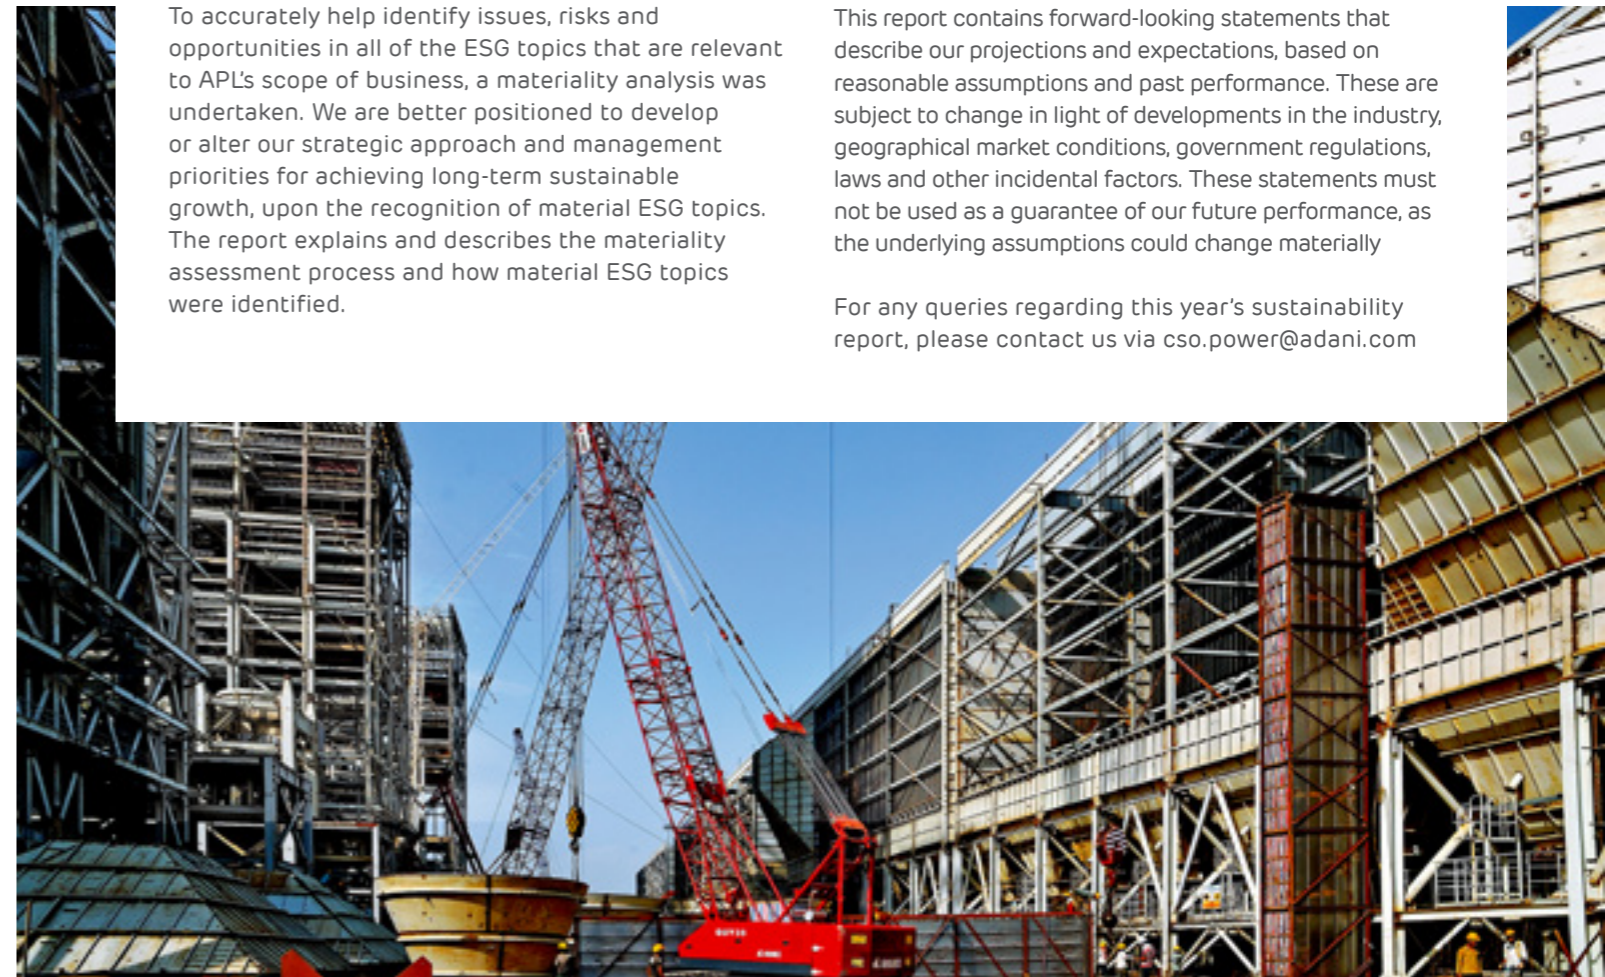 To accurately help identify issues, risks and
opportunities in all of the ESG topics that are relevant
to APL’s scope of business, a materiality analysis was
undertaken. We are better positioned to develop
or alter our strategic approach and management
priorities for achieving long-term sustainable
growth, upon the recognition of material ESG topics.
The report explains and describes the materiality
assessment process and how material ESG topics
were identified.
This report contains forward-looking statements that
describe our projections and expectations, based on
reasonable assumptions and past performance. These are
subject to change in light of developments in the industry,
geographical market conditions, government regulations,
laws and other incidental factors. These statements must
not be used as a guarantee of our future performance, as
the underlying assumptions could change materially
For any queries regarding this year’s sustainability
report, please contact us via cso.power@adani.com